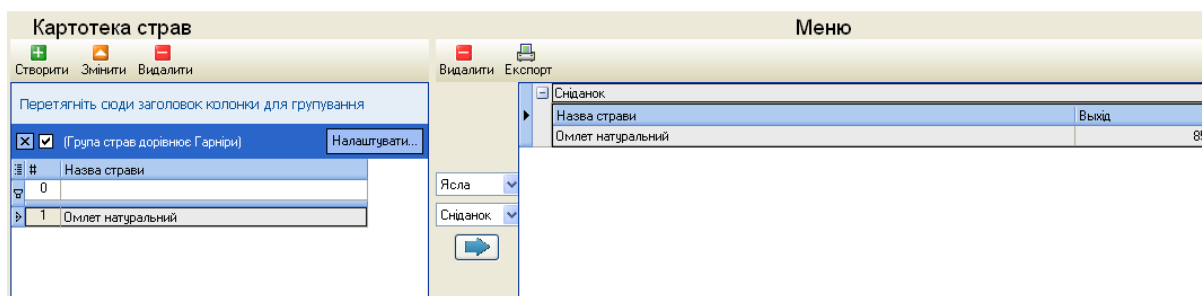 Картотека страв
Меню
Створити Змінити Видалити
Видалити Експорт
Перетягніть сюди заголовок колонки для групування
(Група страв дорівнює Гарніри)
Налаштувати...
# Назва страви
0
1 Омлет натуральний
Ясла
Сніданок
Сніданок
Назва страви Выхід
Омлет натуральний